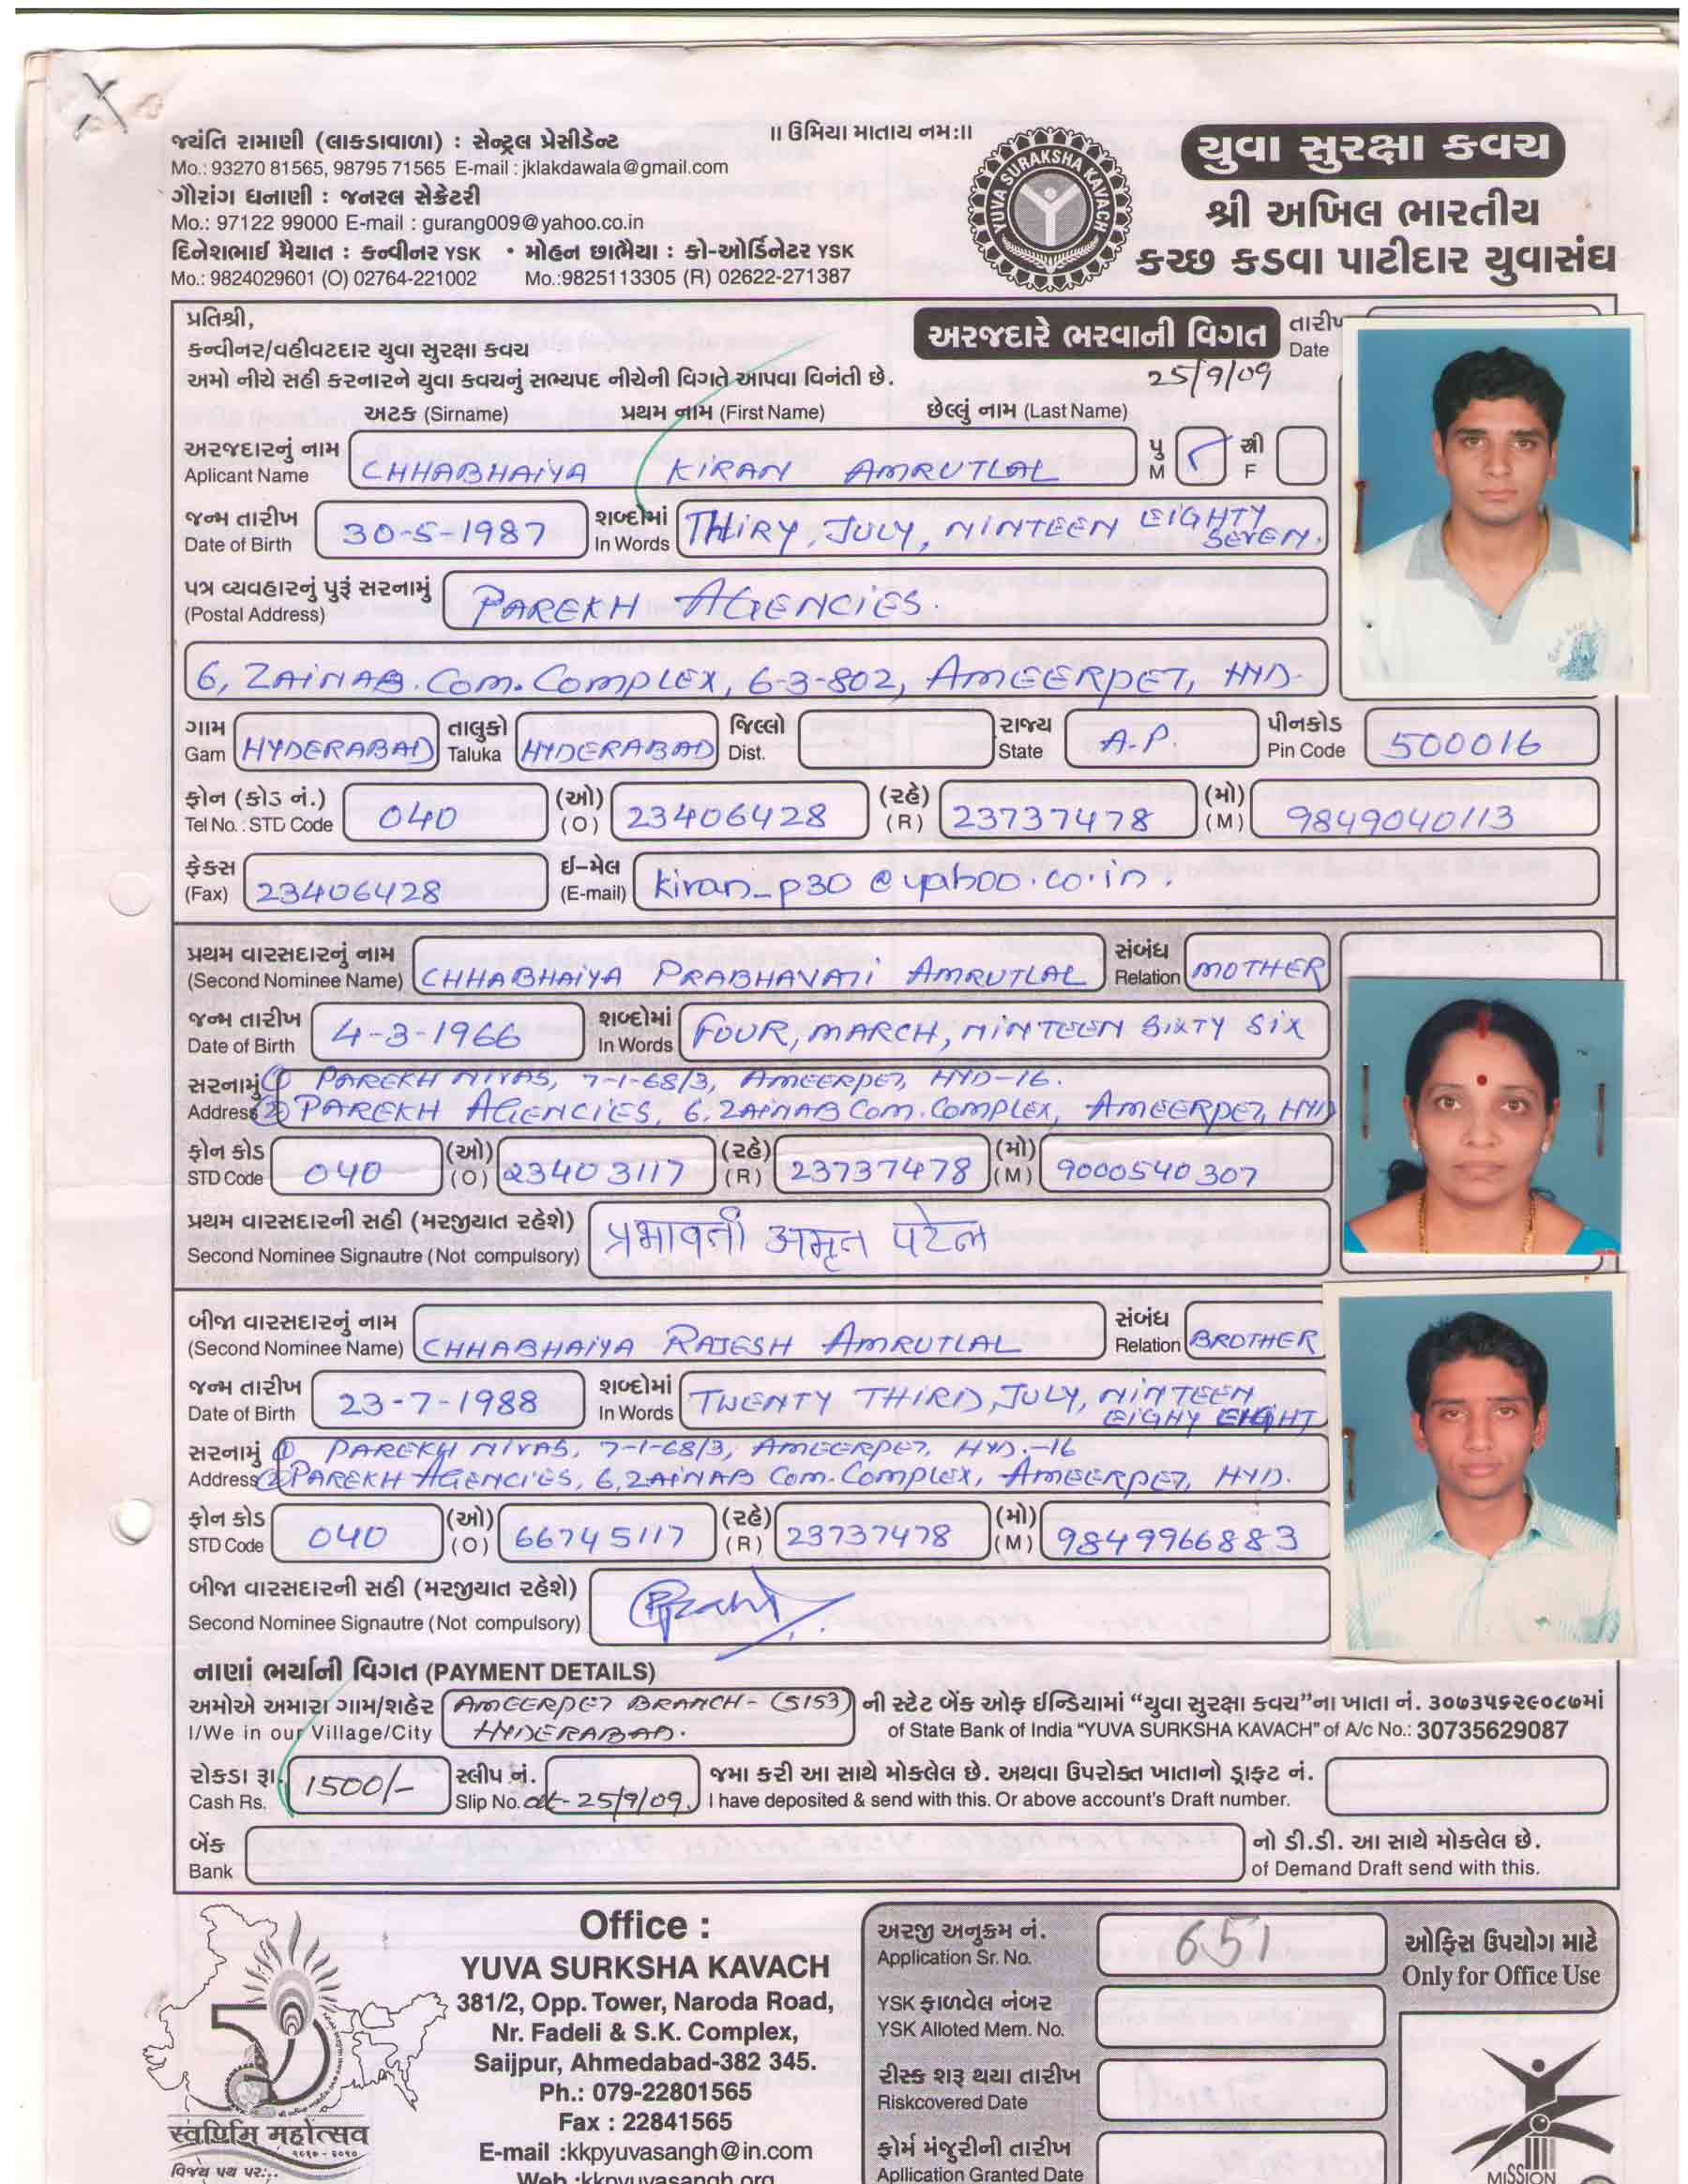 ॥ ઉમિયા માતાય નમઃ॥
જયંતિ રામાણી (લાકડાવાળા) : સેન્ટ્રલ પ્રેસીડેન્ટ
Mo.: 93270 81565, 98795 71565 E-mail : jklakdawala@gmail.com
ગૌરાંગ ધનાણી : જનરલ સેક્રેટરી
Mo.: 97122 99000 E-mail : gurang009@yahoo.co.in
દિનેશભાઈ મૈયાત : કન્વીનર YSK • મોહન છાભૈયા : કો-ઓર્ડિનેટર YSK
Mo.: 9824029601 (O) 02764-221002 Mo.:9825113305 (R) 02622-271387
YUVA SURAKSHA KAVACH
યુવા સુરક્ષા કવચ
શ્રી અખિલ ભારતીય
કચ્છ કડવા પાટીદાર યુવાસંઘ
પ્રતિશ્રી,
કન્વીનર/વહીવટદાર યુવા સુરક્ષા કવચ
અમો નીચે સહી કરનારને યુવા કવચનું સભ્યપદ નીચેની વિગતે આપવા વિનંતી છે.
અરજદારે ભરવાની વિગત
તારીખ
Date
25/9/09
અટક (Sirname) પ્રથમ નામ (First Name) છેલ્લું નામ (Last Name)
અરજદારનું નામ
Aplicant Name CHHABHAIYA KIRAN AMRUTLAL પુ M સ્રી F
જન્મ તારીખ
Date of Birth 30-5-1987 શબ્દોમાં In Words THIRY, JULY, NINTEEN EIGHTY SEVEN.
પત્ર વ્યવહારનું પુરૂં સરનામું
(Postal Address) PAREKH AGENCIES.
6, ZAINAB. COM. COMPLEX, 6-3-802, AMEERPET, HYD.
ગામ Gam HYDERABAD તાલુકો Taluka HYDERABAD જિલ્લો Dist. રાજ્ય State A.P. પીનકોડ Pin Code 500016
ફોન (કોડ નં.)
Tel No. : STD Code 040 (ઓ) (O) 23406428 (રહે) (R) 23737478 (મો) (M) 9849040113
ફેક્સ
(Fax) 23406428 ઈ-મેલ (E-mail) kiran_p30@yahoo.co.in.
પ્રથમ વારસદારનું નામ
(Second Nominee Name) CHHABHAIYA PRABHAVATI AMRUTLAL સંબંધ Relation MOTHER
જન્મ તારીખ
Date of Birth 4-3-1966 શબ્દોમાં In Words FOUR, MARCH, NINTEEN SIXTY SIX
સરનામું ① PAREKH NIVAS, 7-1-68/3, AMEERPET, HYD-16.
Address ② PAREKH AGENCIES, 6, ZAINAB COM. COMPLEX, AMEERPET, HYD
ફોન કોડ
STD Code 040 (ઓ) (O) 23403117 (રહે) (R) 23737478 (મો) (M) 9000540307
પ્રથમ વારસદારની સહી (મરજીયાત રહેશે)
Second Nominee Signautre (Not compulsory) प्रभावती अमृत पटेल
બીજા વારસદારનું નામ
(Second Nominee Name) CHHABHAIYA RAJESH AMRUTLAL સંબંધ Relation BROTHER
જન્મ તારીખ
Date of Birth 23-7-1988 શબ્દોમાં In Words TWENTY THIRD, JULY, NINTEEN EIGHY EIGHT
સરનામું ① PAREKH NIVAS, 7-1-68/3, AMEERPET, HYD.-16
Address ② PAREKH AGENCIES, 6, ZAINAB COM. COMPLEX, AMEERPET, HYD.
ફોન કોડ
STD Code 040 (ઓ) (O) 66745117 (રહે) (R) 23737478 (મો) (M) 9849966883
બીજા વારસદારની સહી (મરજીયાત રહેશે)
Second Nominee Signautre (Not compulsory)
નાણાં ભર્યાની વિગત (PAYMENT DETAILS)
અમોએ અમારા ગામ/શહેર AMEERPET BRANCH-(5153) ની સ્ટેટ બેંક ઓફ ઈન્ડિયામાં “યુવા સુરક્ષા કવચ”ના ખાતા નં. ૩૦૭૩૫૬૨૯૦૮૭માં
I/We in our Village/City HYDERABAD. of State Bank of India “YUVA SURKSHA KAVACH” of A/c No.: 30735629087
રોકડા રૂા. 1500/- સ્લીપ નં. જમા કરી આ સાથે મોકલેલ છે. અથવા ઉપરોક્ત ખાતાનો ડ્રાફટ નં.
Cash Rs. Slip No. dt- 25/9/09. I have deposited & send with this. Or above account's Draft number.
બેંક નો ડી.ડી. આ સાથે મોકલેલ છે.
Bank of Demand Draft send with this.
स्वर्णिम महोत्सव
૨૦૧૦ - ૨૦૧૦
વિજય પથ પર...
Office :
YUVA SURKSHA KAVACH
381/2, Opp. Tower, Naroda Road,
Nr. Fadeli & S.K. Complex,
Saijpur, Ahmedabad-382 345.
Ph.: 079-22801565
Fax : 22841565
E-mail :kkpyuvasangh@in.com
Web :kkpyuvasangh.org
અરજી અનુક્રમ નં.
Application Sr. No. 651
YSK ફાળવેલ નંબર
YSK Alloted Mem. No.
રીસ્ક શરૂ થયા તારીખ
Riskcovered Date
ફોર્મ મંજુરીની તારીખ
Apllication Granted Date
ઓફિસ ઉપયોગ માટે
Only for Office Use
MISSION